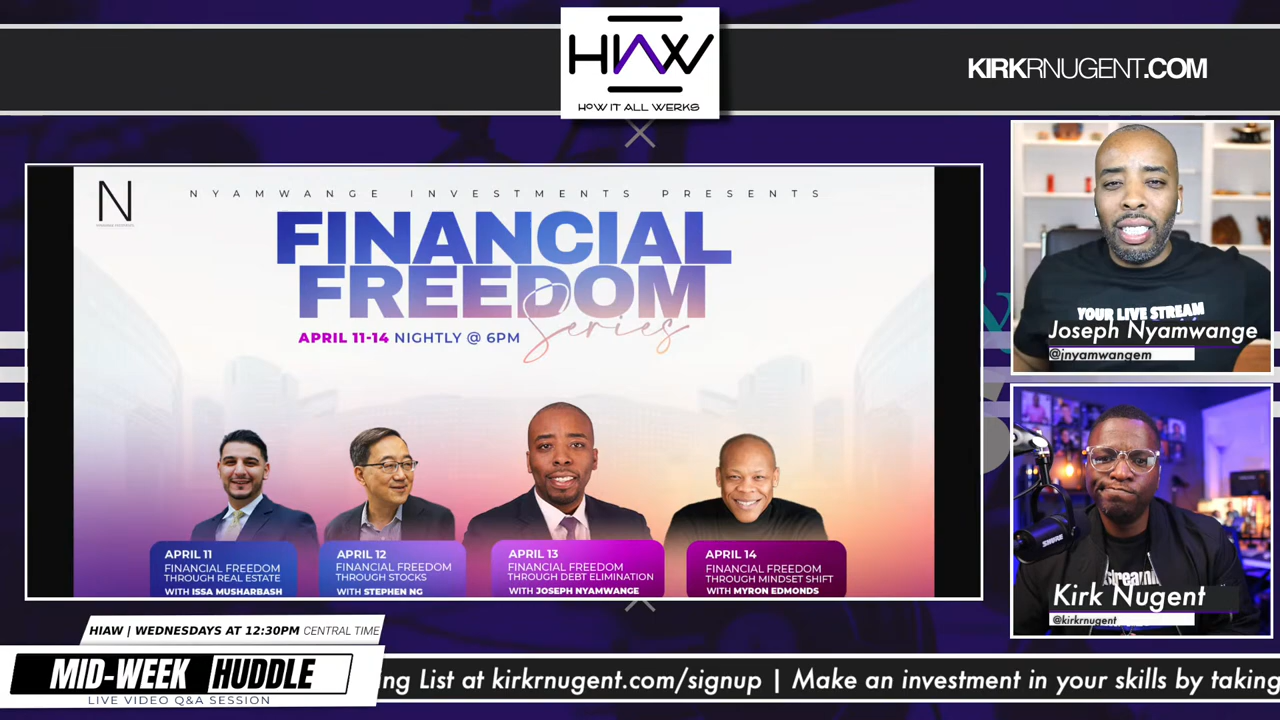 HIAW
HOW IT ALL WERKS
KIRKRNUGENT.COM
N
NYAMWANGE INVESTMENTS PRESENTS
FINANCIAL
FREEDOM
Series
APRIL 11-14 NIGHTLY @ 6PM
APRIL 11
FINANCIAL FREEDOM
THROUGH REAL ESTATE
WITH ISSA MUSHARBASH
APRIL 12
FINANCIAL FREEDOM
THROUGH STOCKS
WITH STEPHEN NG
APRIL 13
FINANCIAL FREEDOM
THROUGH DEBT ELIMINATION
WITH JOSEPH NYAMWANGE
APRIL 14
FINANCIAL FREEDOM
THROUGH MINDSET SHIFT
WITH MYRON EDMONDS
YOUR LIVE STREAM
Joseph Nyamwange
@jnyamwangem
SHURE
Kirk Nugent
@kirkrnugent
HIAW | WEDNESDAYS AT 12:30PM CENTRAL TIME
MID-WEEK HUDDLE
LIVE VIDEO Q&A SESSION
ng List at kirkrnugent.com/signup | Make an investment in your skills by taking